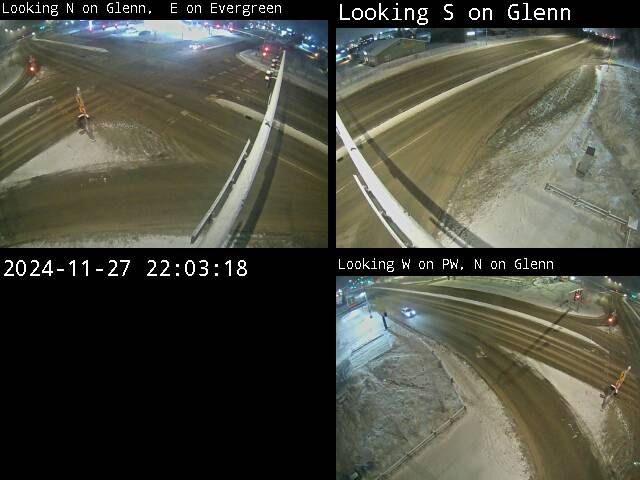 Looking N on Glenn, E on Evergreen
Looking S on Glenn
2024-11-27 22:03:18
Looking W on PW, N on Glenn